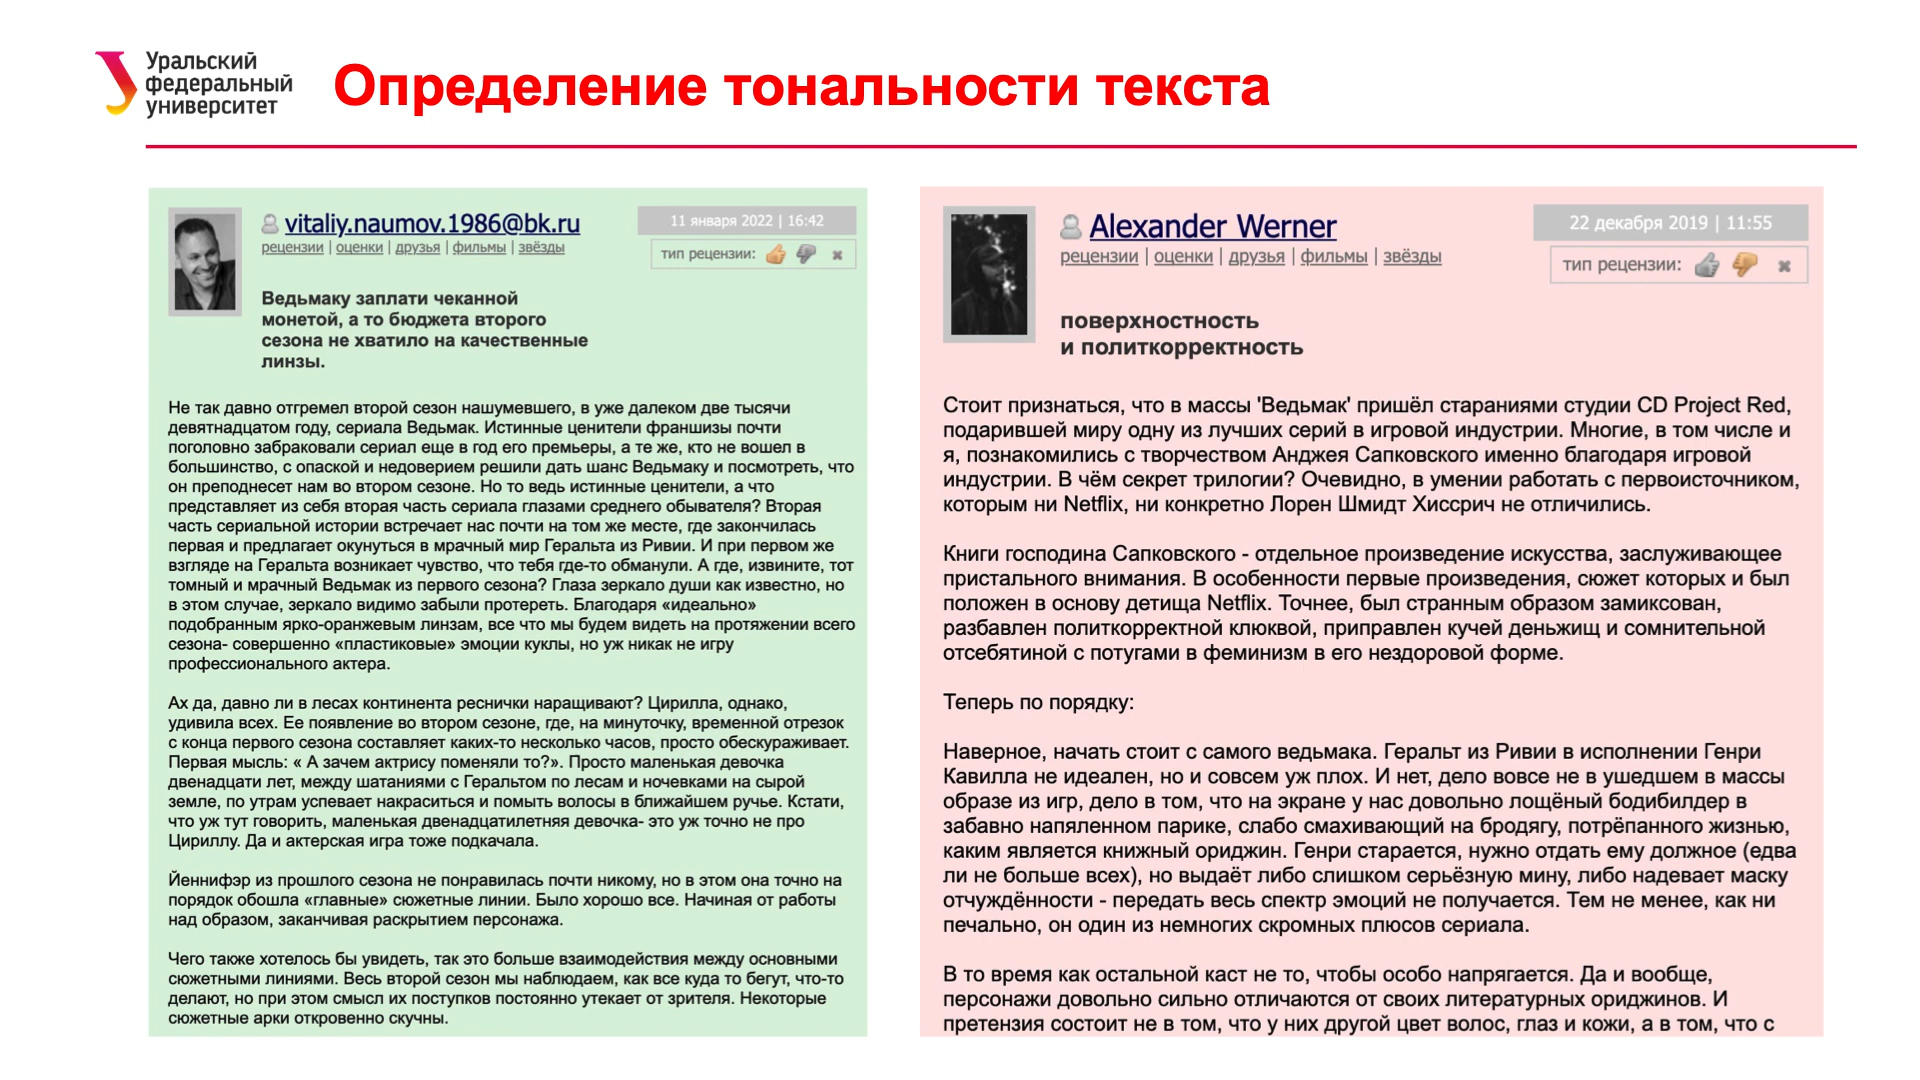 Уральский
федеральный
университет
Определение тональности текста
vitaliy.naumov.1986@bk.ru
11 января 2022 | 16:42
рецензии | оценки | друзья | фильмы | звёзды
тип рецензии:
Ведьмаку заплати чеканной
монетой, а то бюджета второго
сезона не хватило на качественные
линзы.
Не так давно отгремел второй сезон нашумевшего, в уже далеком две тысячи
девятнадцатом году, сериала Ведьмак. Истинные ценители франшизы почти
поголовно забраковали сериал еще в год его премьеры, а те же, кто не вошел в
большинство, с опаской и недоверием решили дать шанс Ведьмаку и посмотреть, что
он преподнесет нам во втором сезоне. Но то ведь истинные ценители, а что
представляет из себя вторая часть сериала глазами среднего обывателя? Вторая
часть сериальной истории встречает нас почти на том же месте, где закончилась
первая и предлагает окунуться в мрачный мир Геральта из Ривии. И при первом же
взгляде на Геральта возникает чувство, что тебя где-то обманули. А где, извините, тот
томный и мрачный Ведьмак из первого сезона? Глаза зеркало души как известно, но
в этом случае, зеркало видимо забыли протереть. Благодаря «идеально»
подобранным ярко-оранжевым линзам, все что мы будем видеть на протяжении всего
сезона- совершенно «пластиковые» эмоции куклы, но уж никак не игру
профессионального актера.
Ах да, давно ли в лесах континента реснички наращивают? Цирилла, однако,
удивила всех. Ее появление во втором сезоне, где, на минуточку, временной отрезок
с конца первого сезона составляет каких-то несколько часов, просто обескураживает.
Первая мысль: « А зачем актрису поменяли то?». Просто маленькая девочка
двенадцати лет, между шатаниями с Геральтом по лесам и ночевками на сырой
земле, по утрам успевает накраситься и помыть волосы в ближайшем ручье. Кстати,
что уж тут говорить, маленькая двенадцатилетняя девочка- это уж точно не про
Цириллу. Да и актерская игра тоже подкачала.
Йеннифэр из прошлого сезона не понравилась почти никому, но в этом она точно на
порядок обошла «главные» сюжетные линии. Было хорошо все. Начиная от работы
над образом, заканчивая раскрытием персонажа.
Чего также хотелось бы увидеть, так это больше взаимодействия между основными
сюжетными линиями. Весь второй сезон мы наблюдаем, как все куда то бегут, что-то
делают, но при этом смысл их поступков постоянно утекает от зрителя. Некоторые
сюжетные арки откровенно скучны.
Alexander Werner
22 декабря 2019 | 11:55
рецензии | оценки | друзья | фильмы | звёзды
тип рецензии:
поверхностность
и политкорректность
Стоит признаться, что в массы 'Ведьмак' пришёл стараниями студии CD Project Red,
подарившей миру одну из лучших серий в игровой индустрии. Многие, в том числе и
я, познакомились с творчеством Анджея Сапковского именно благодаря игровой
индустрии. В чём секрет трилогии? Очевидно, в умении работать с первоисточником,
которым ни Netflix, ни конкретно Лорен Шмидт Хиссрич не отличились.
Книги господина Сапковского - отдельное произведение искусства, заслуживающее
пристального внимания. В особенности первые произведения, сюжет которых и был
положен в основу детища Netflix. Точнее, был странным образом замиксован,
разбавлен политкорректной клюквой, приправлен кучей деньжищ и сомнительной
отсебятиной с потугами в феминизм в его нездоровой форме.
Теперь по порядку:
Наверное, начать стоит с самого ведьмака. Геральт из Ривии в исполнении Генри
Кавилла не идеален, но и совсем уж плох. И нет, дело вовсе не в ушедшем в массы
образе из игр, дело в том, что на экране у нас довольно лощёный бодибилдер в
забавно напяленном парике, слабо смахивающий на бродягу, потрёпанного жизнью,
каким является книжный ориджин. Генри старается, нужно отдать ему должное (едва
ли не больше всех), но выдаёт либо слишком серьёзную мину, либо надевает маску
отчуждённости - передать весь спектр эмоций не получается. Тем не менее, как ни
печально, он один из немногих скромных плюсов сериала.
В то время как остальной каст не то, чтобы особо напрягается. Да и вообще,
персонажи довольно сильно отличаются от своих литературных ориджинов. И
претензия состоит не в том, что у них другой цвет волос, глаз и кожи, а в том, что с